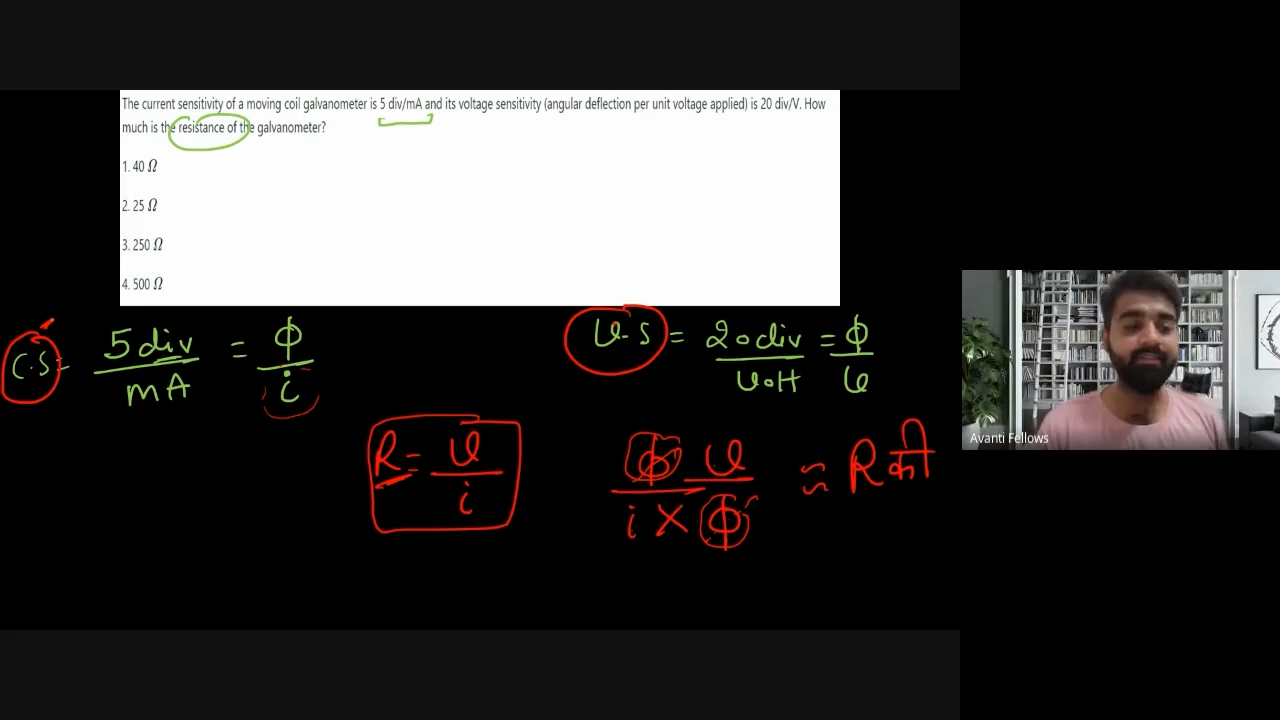 The current sensitivity of a moving coil galvanometer is 5 div/mA and its voltage sensitivity (angular deflection per unit voltage applied) is 20 div/V. How
much is the resistance of the galvanometer?
1. 40 Ω
2. 25 Ω
3. 250 Ω
4. 500 Ω
C.S = 5 div / mA = ϕ / i
V.S = 20 div / volt = ϕ / V
R = V / i
ϕ V / i × ϕ ≈ R
Avanti Fellows